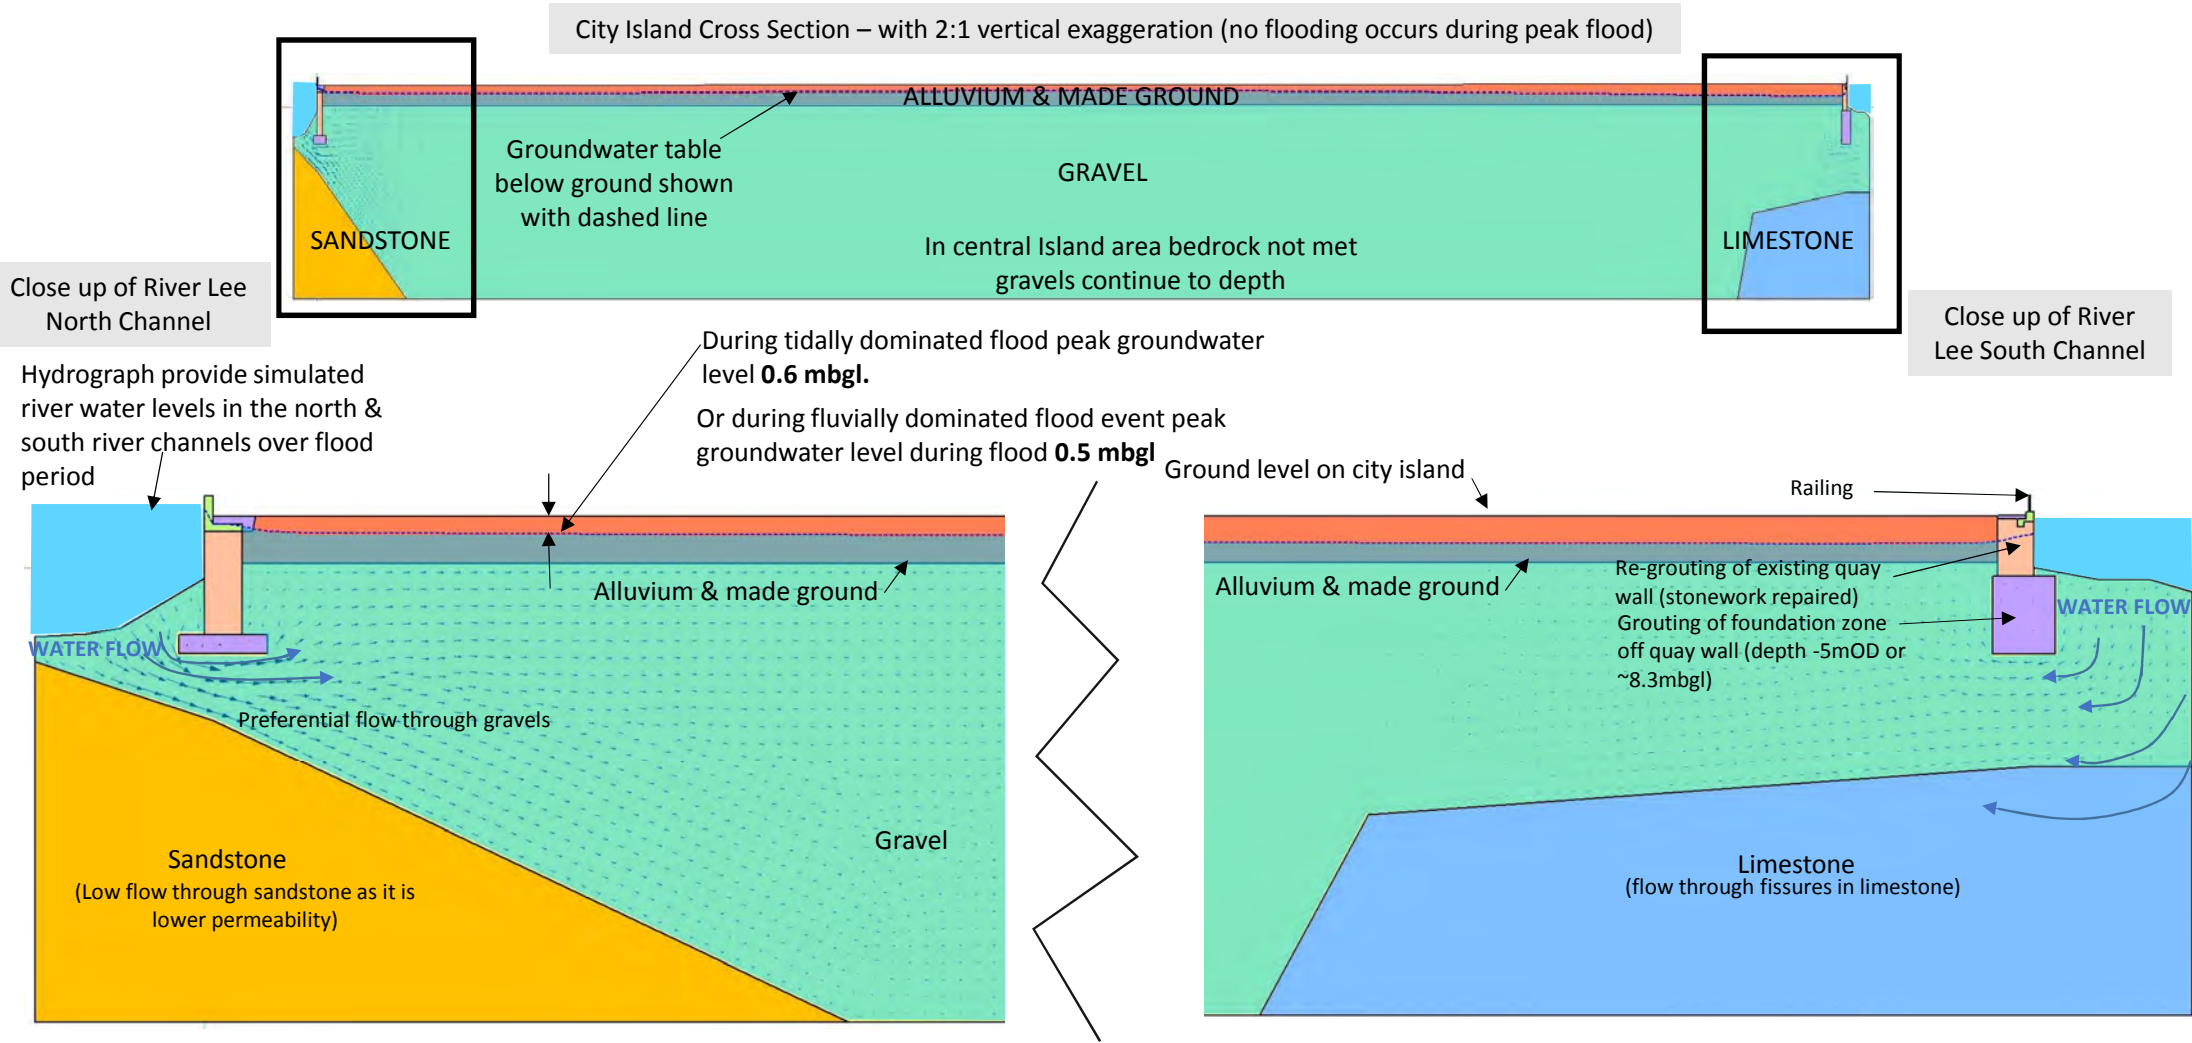 City Island Cross Section – with 2:1 vertical exaggeration (no flooding occurs during peak flood)
ALLUVIUM & MADE GROUND
Groundwater table
below ground shown
with dashed line
GRAVEL
SANDSTONE
In central Island area bedrock not met
gravels continue to depth
LIMESTONE
Close up of River Lee
North Channel
Close up of River
Lee South Channel
Hydrograph provide simulated
river water levels in the north &
south river channels over flood
period
During tidally dominated flood peak groundwater
level 0.6 mbgl.
Or during fluvially dominated flood event peak
groundwater level during flood 0.5 mbgl
Ground level on city island
Railing
Alluvium & made ground
WATER FLOW
Preferential flow through gravels
Gravel
Sandstone
(Low flow through sandstone as it is
lower permeability)
Alluvium & made ground
Re-grouting of existing quay
wall (stonework repaired)
Grouting of foundation zone
off quay wall (depth -5mOD or
~8.3mbgl)
WATER FLOW
Limestone
(flow through fissures in limestone)